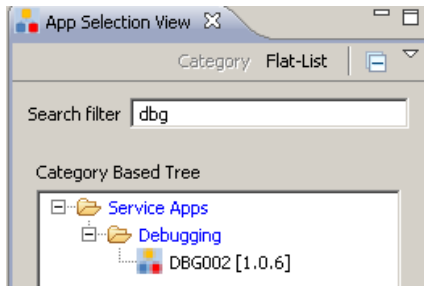 App Selection View
Category Flat-List
Search filter dbg
Category Based Tree
Service Apps
Debugging
DBG002 [1.0.6]